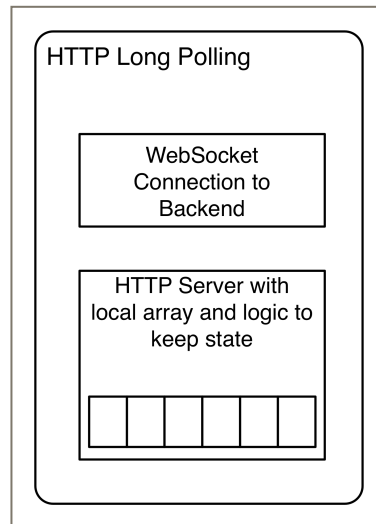 HTTP Long Polling
WebSocket
Connection to
Backend
HTTP Server with
local array and logic to
keep state